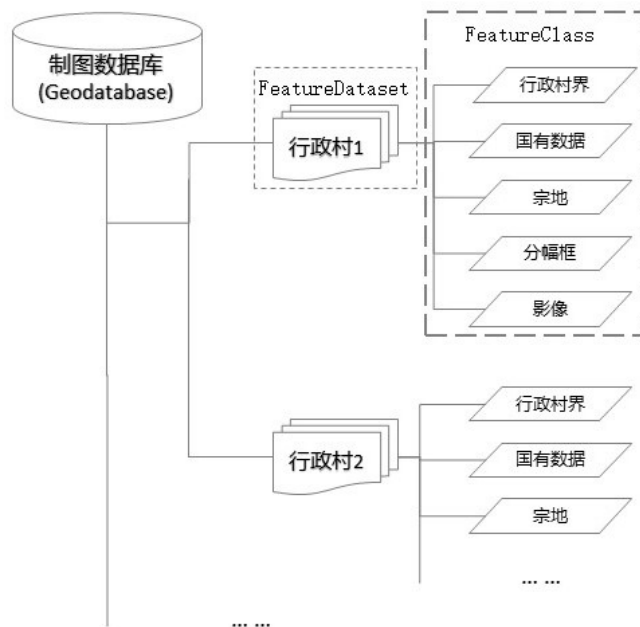 制图数据库
(Geodatabase)
FeatureDataset
行政村1
FeatureClass
行政村界
国有数据
宗地
分幅框
影像
行政村2
行政村界
国有数据
宗地
... ...
... ...